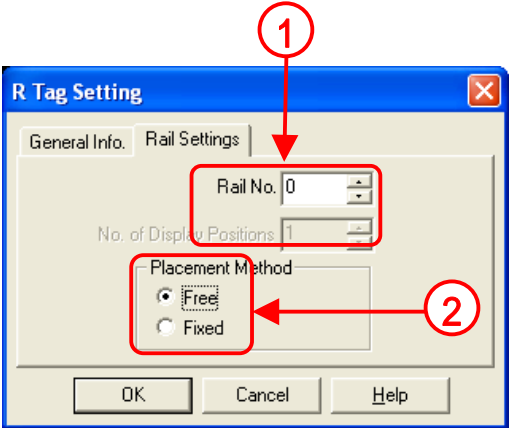 1
R Tag Setting
General Info. Rail Settings
Rail No. 0
No. of Display Positions 1
Placement Method
Free
2
Fixed
OK Cancel Help